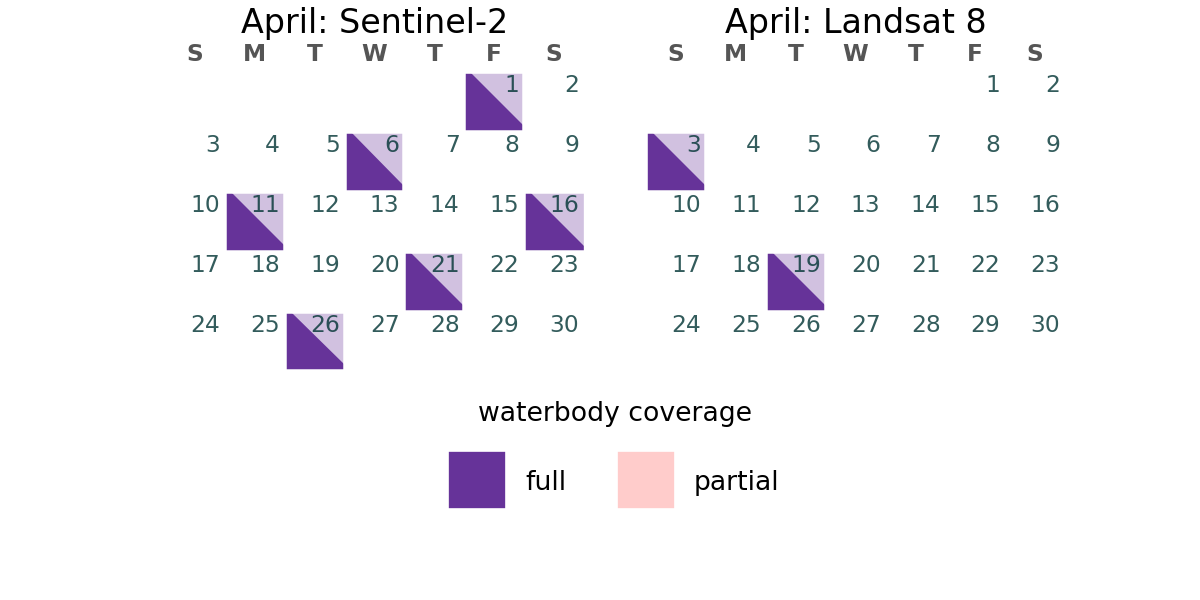 April: Sentinel-2
S M T W T F S
1 2
3 4 5 6 7 8 9
10 11 12 13 14 15 16
17 18 19 20 21 22 23
24 25 26 27 28 29 30
April: Landsat 8
S M T W T F S
1 2
3 4 5 6 7 8 9
10 11 12 13 14 15 16
17 18 19 20 21 22 23
24 25 26 27 28 29 30
waterbody coverage
full partial